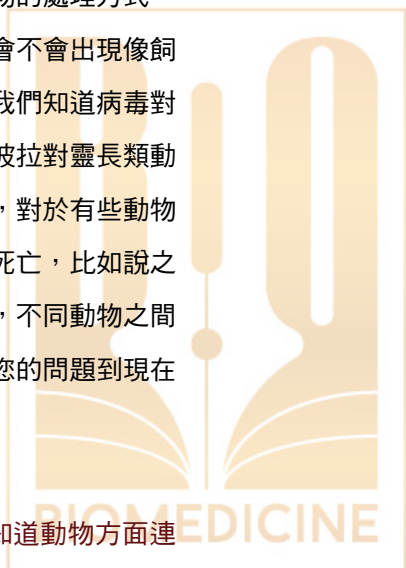 物的處理方式
會不會出現像飼
我們知道病毒對
波拉對靈長類動
，對於有些動物
死亡，比如說之
，不同動物之間
您的問題到現在
BIOMEDICINE
知道動物方面連